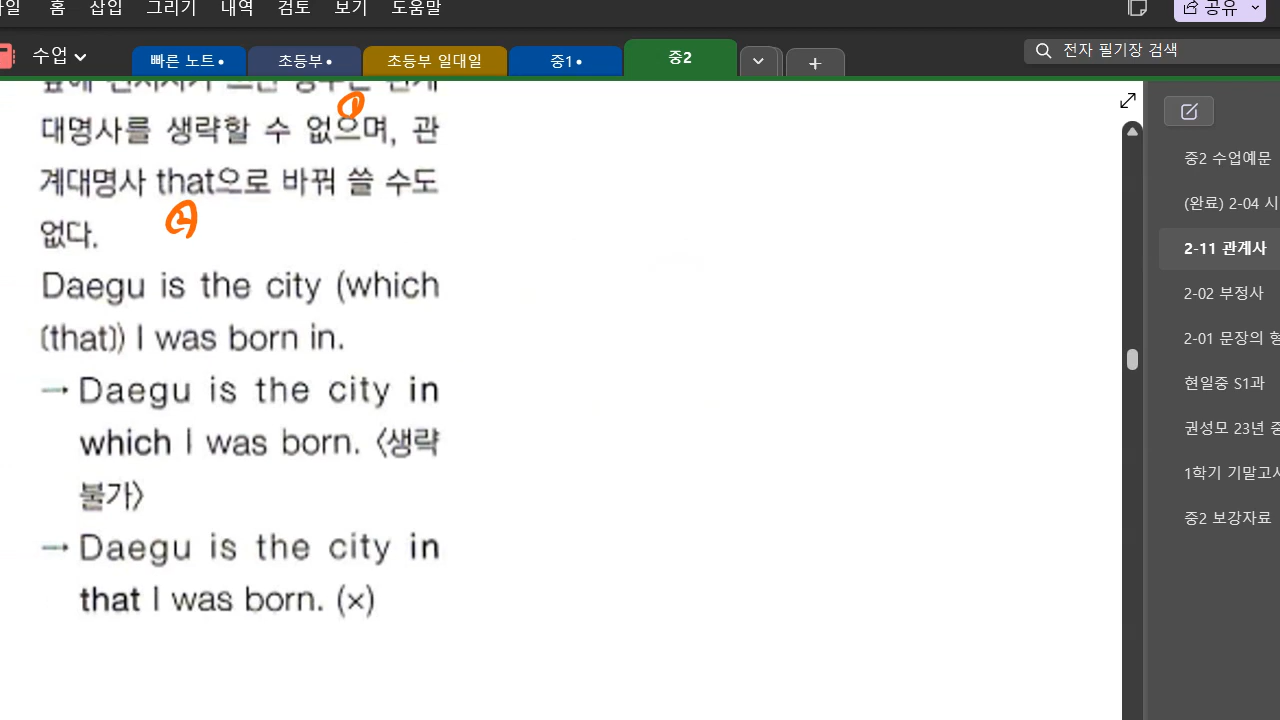 홈 삽입 그리기 내역 검토 보기 도움말 공유
수업 빠른 노트 초등부 초등부 일대일 중1 중2 전자 필기장 검색
대명사를 생략할 수 없으며, 관
계대명사 that으로 바꿔 쓸 수도
없다.
Daegu is the city (which
(that)) I was born in.
→ Daegu is the city in
which I was born. 〈생략
불가〉
→ Daegu is the city in
that I was born. (×)
중2 수업예문
(완료) 2-04 시
2-11 관계사
2-02 부정사
2-01 문장의 형
현일중 S1과
권성모 23년 중
1학기 기말고사
중2 보강자료